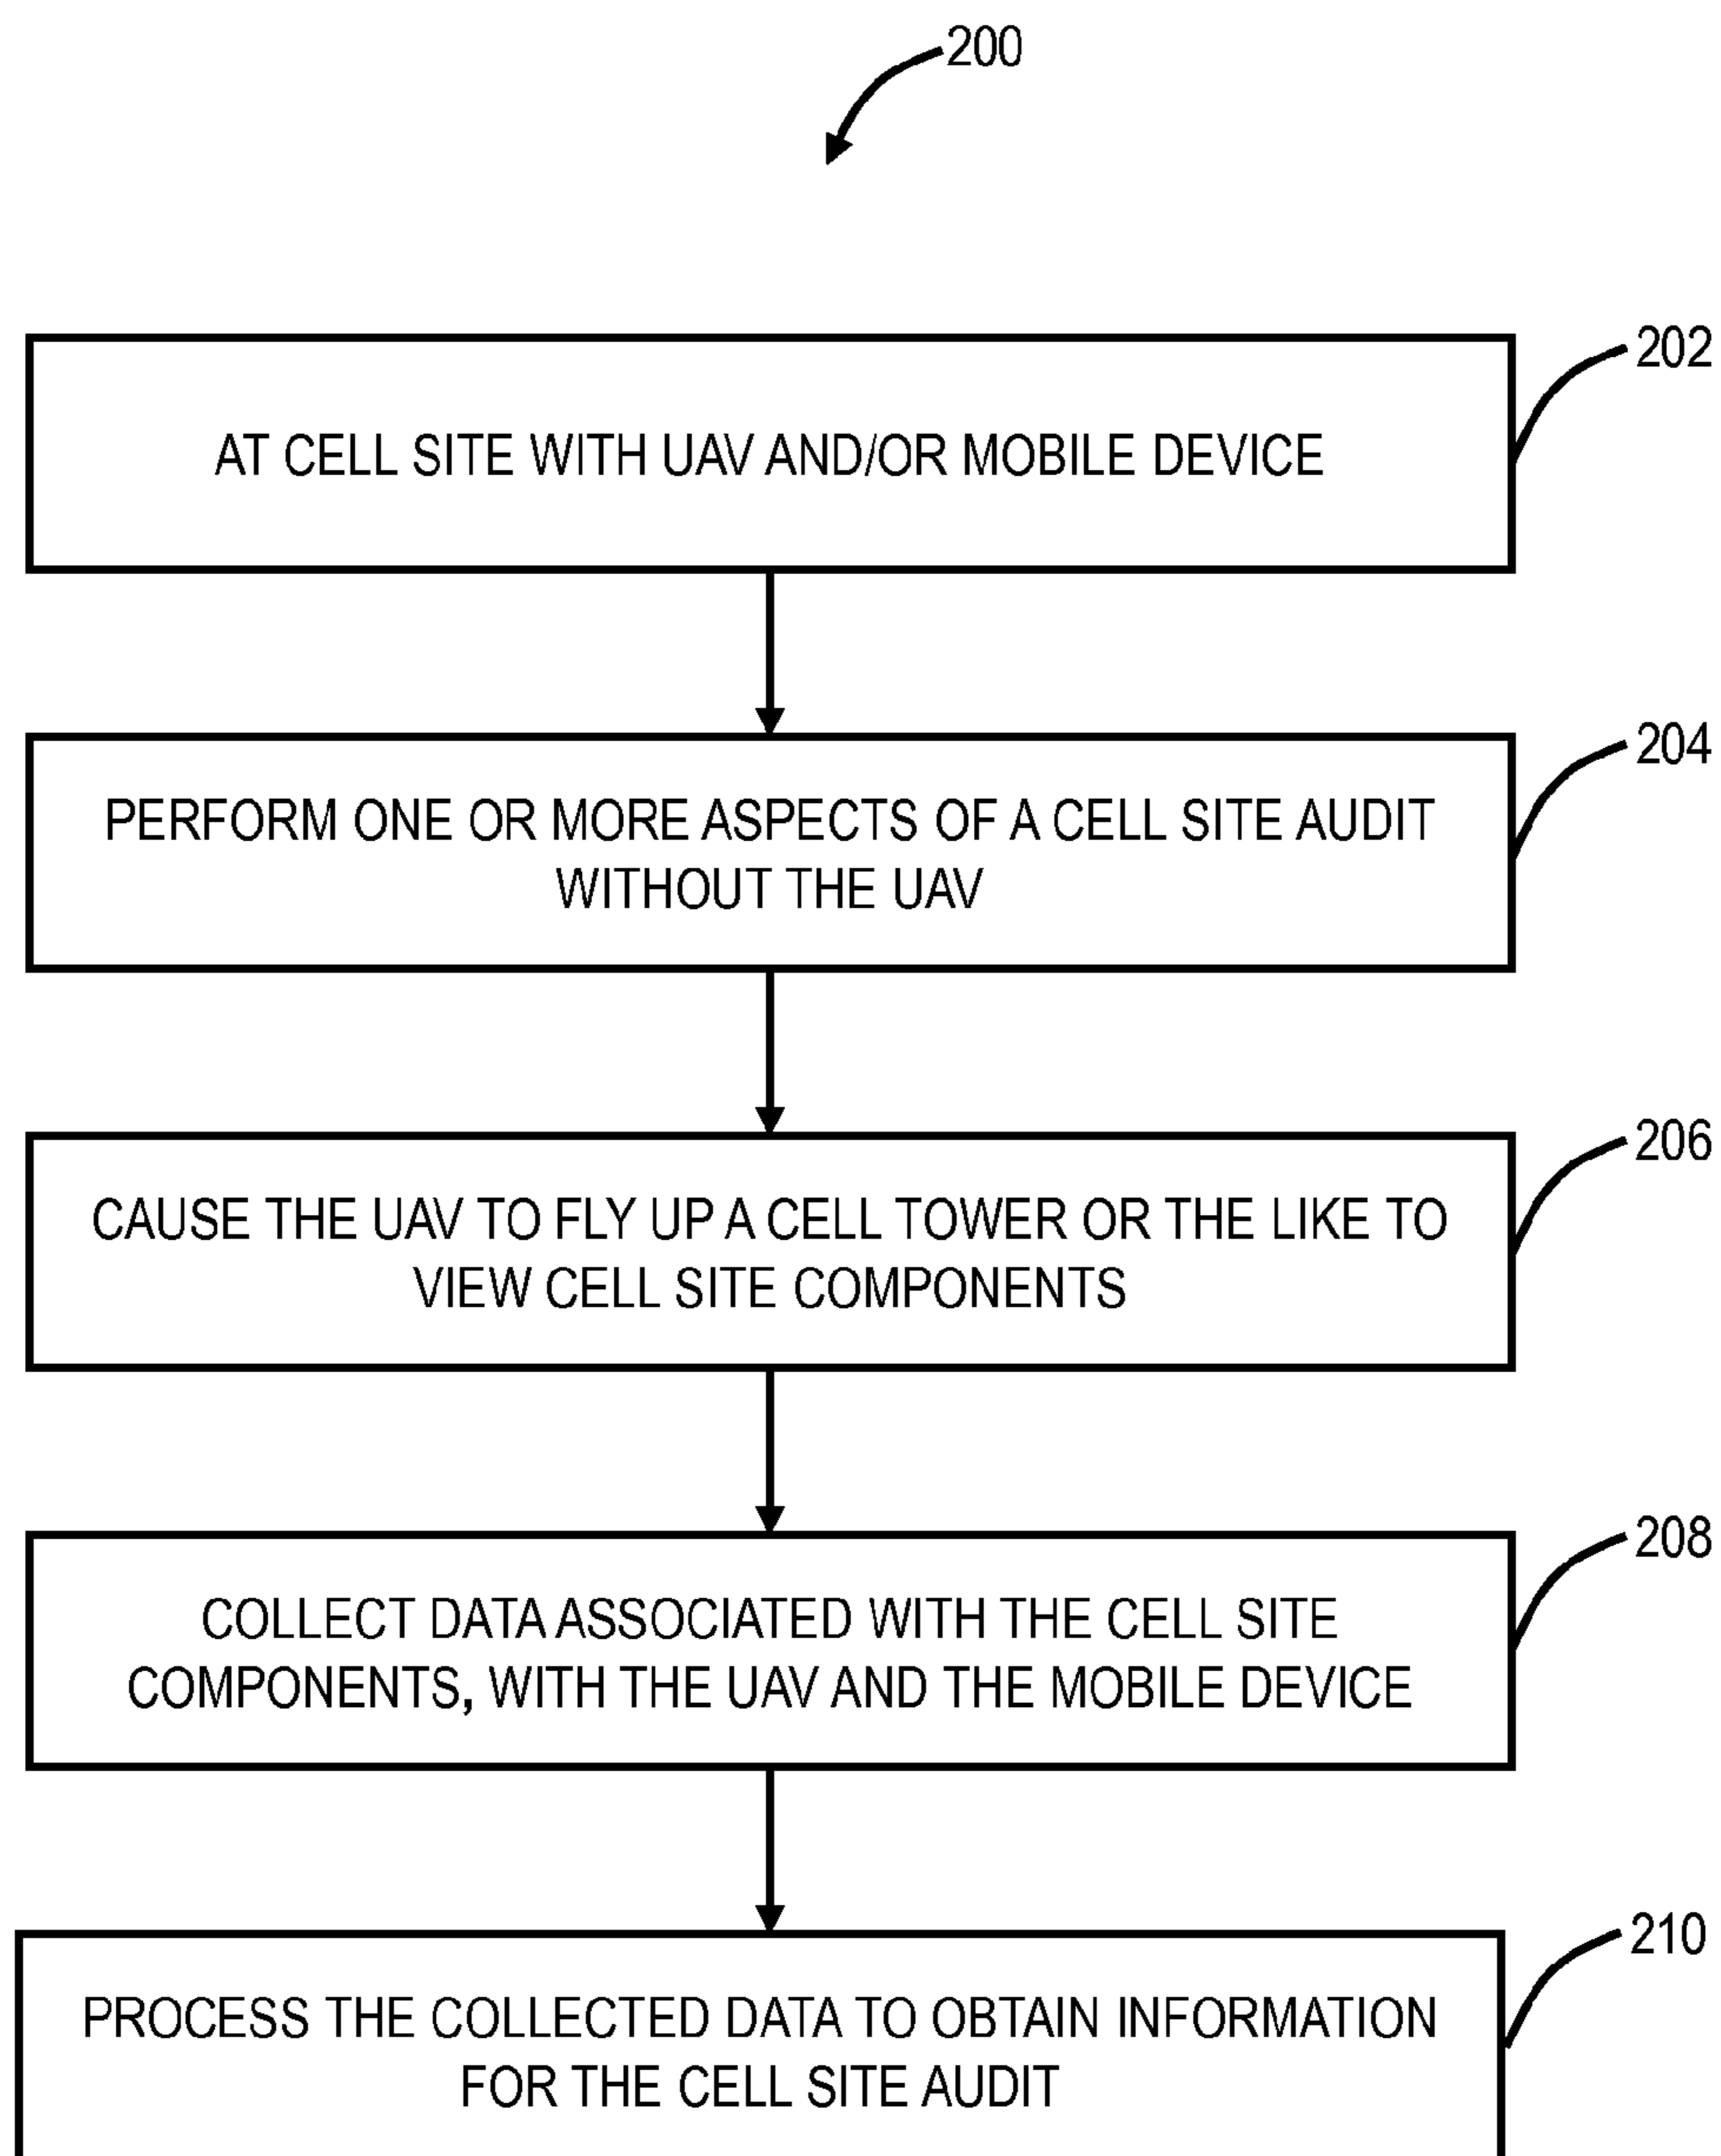 200
202
AT CELL SITE WITH UAV AND/OR MOBILE DEVICE
204
PERFORM ONE OR MORE ASPECTS OF A CELL SITE AUDIT
WITHOUT THE UAV
206
CAUSE THE UAV TO FLY UP A CELL TOWER OR THE LIKE TO
VIEW CELL SITE COMPONENTS
208
COLLECT DATA ASSOCIATED WITH THE CELL SITE
COMPONENTS, WITH THE UAV AND THE MOBILE DEVICE
210
PROCESS THE COLLECTED DATA TO OBTAIN INFORMATION
FOR THE CELL SITE AUDIT